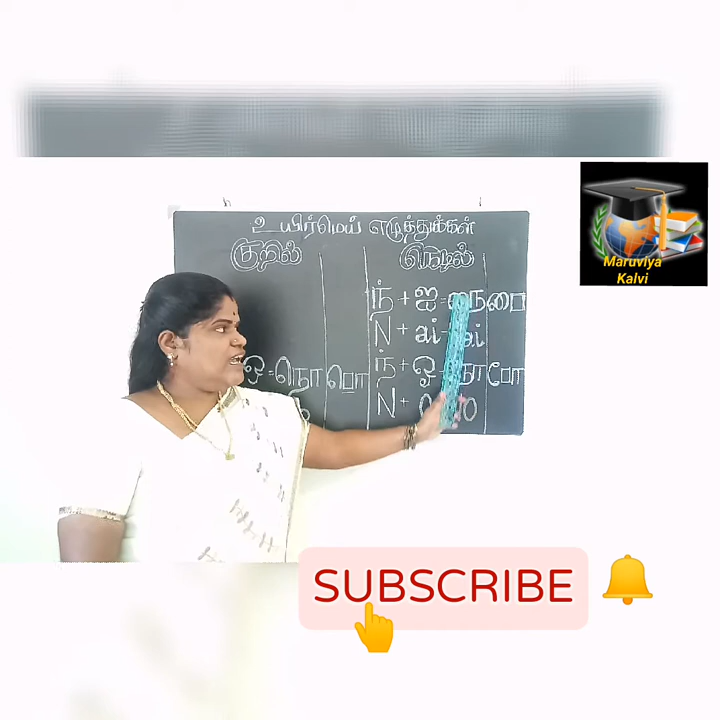 உயிர்மெய் எழுத்துக்கள்
குறில் நெடில்
ந் + ஐ = நை ரை
N + ai =
ஒ = நொ பொ ந் + ஓ = போ
N +
Maruviya
Kalvi
SUBSCRIBE